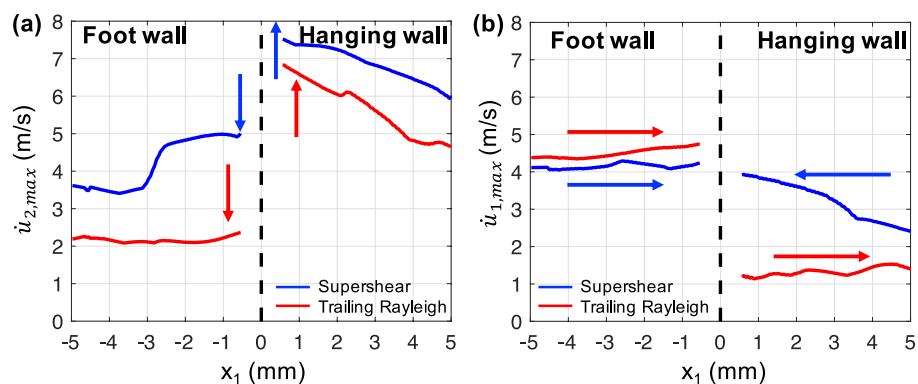 (a)
Foot wall
Hanging wall
u̇2,max (m/s)
8
7
6
5
4
3
2
1
0
Supershear
Trailing Rayleigh
-5 -4 -3 -2 -1 0 1 2 3 4 5
x1 (mm)
(b)
Foot wall
Hanging wall
u̇1,max (m/s)
8
7
6
5
4
3
2
1
0
Supershear
Trailing Rayleigh
-5 -4 -3 -2 -1 0 1 2 3 4 5
x1 (mm)